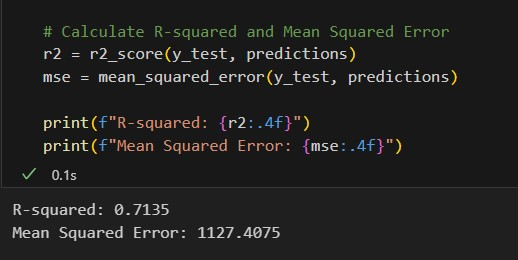 # Calculate R-squared and Mean Squared Error
r2 = r2_score(y_test, predictions)
mse = mean_squared_error(y_test, predictions)
print(f"R-squared: {r2:.4f}")
print(f"Mean Squared Error: {mse:.4f}")
✓ 0.1s
R-squared: 0.7135
Mean Squared Error: 1127.4075